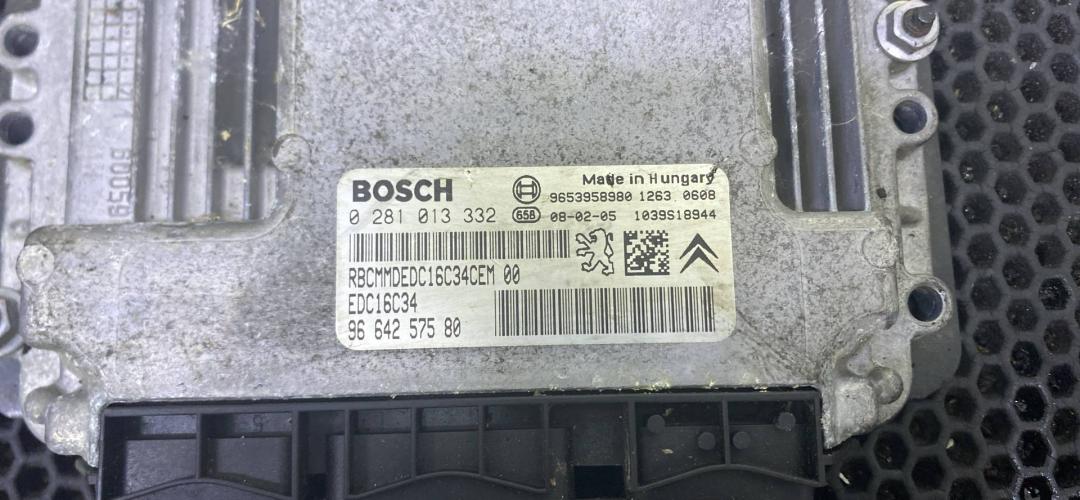 BOSCH
Made in Hungary
9653958980 1263 0608
0 281 013 332 658 08-02-05 1039S18944
RBCMMDEDC16C34CEM 00
EDC16C34
96 642 575 80